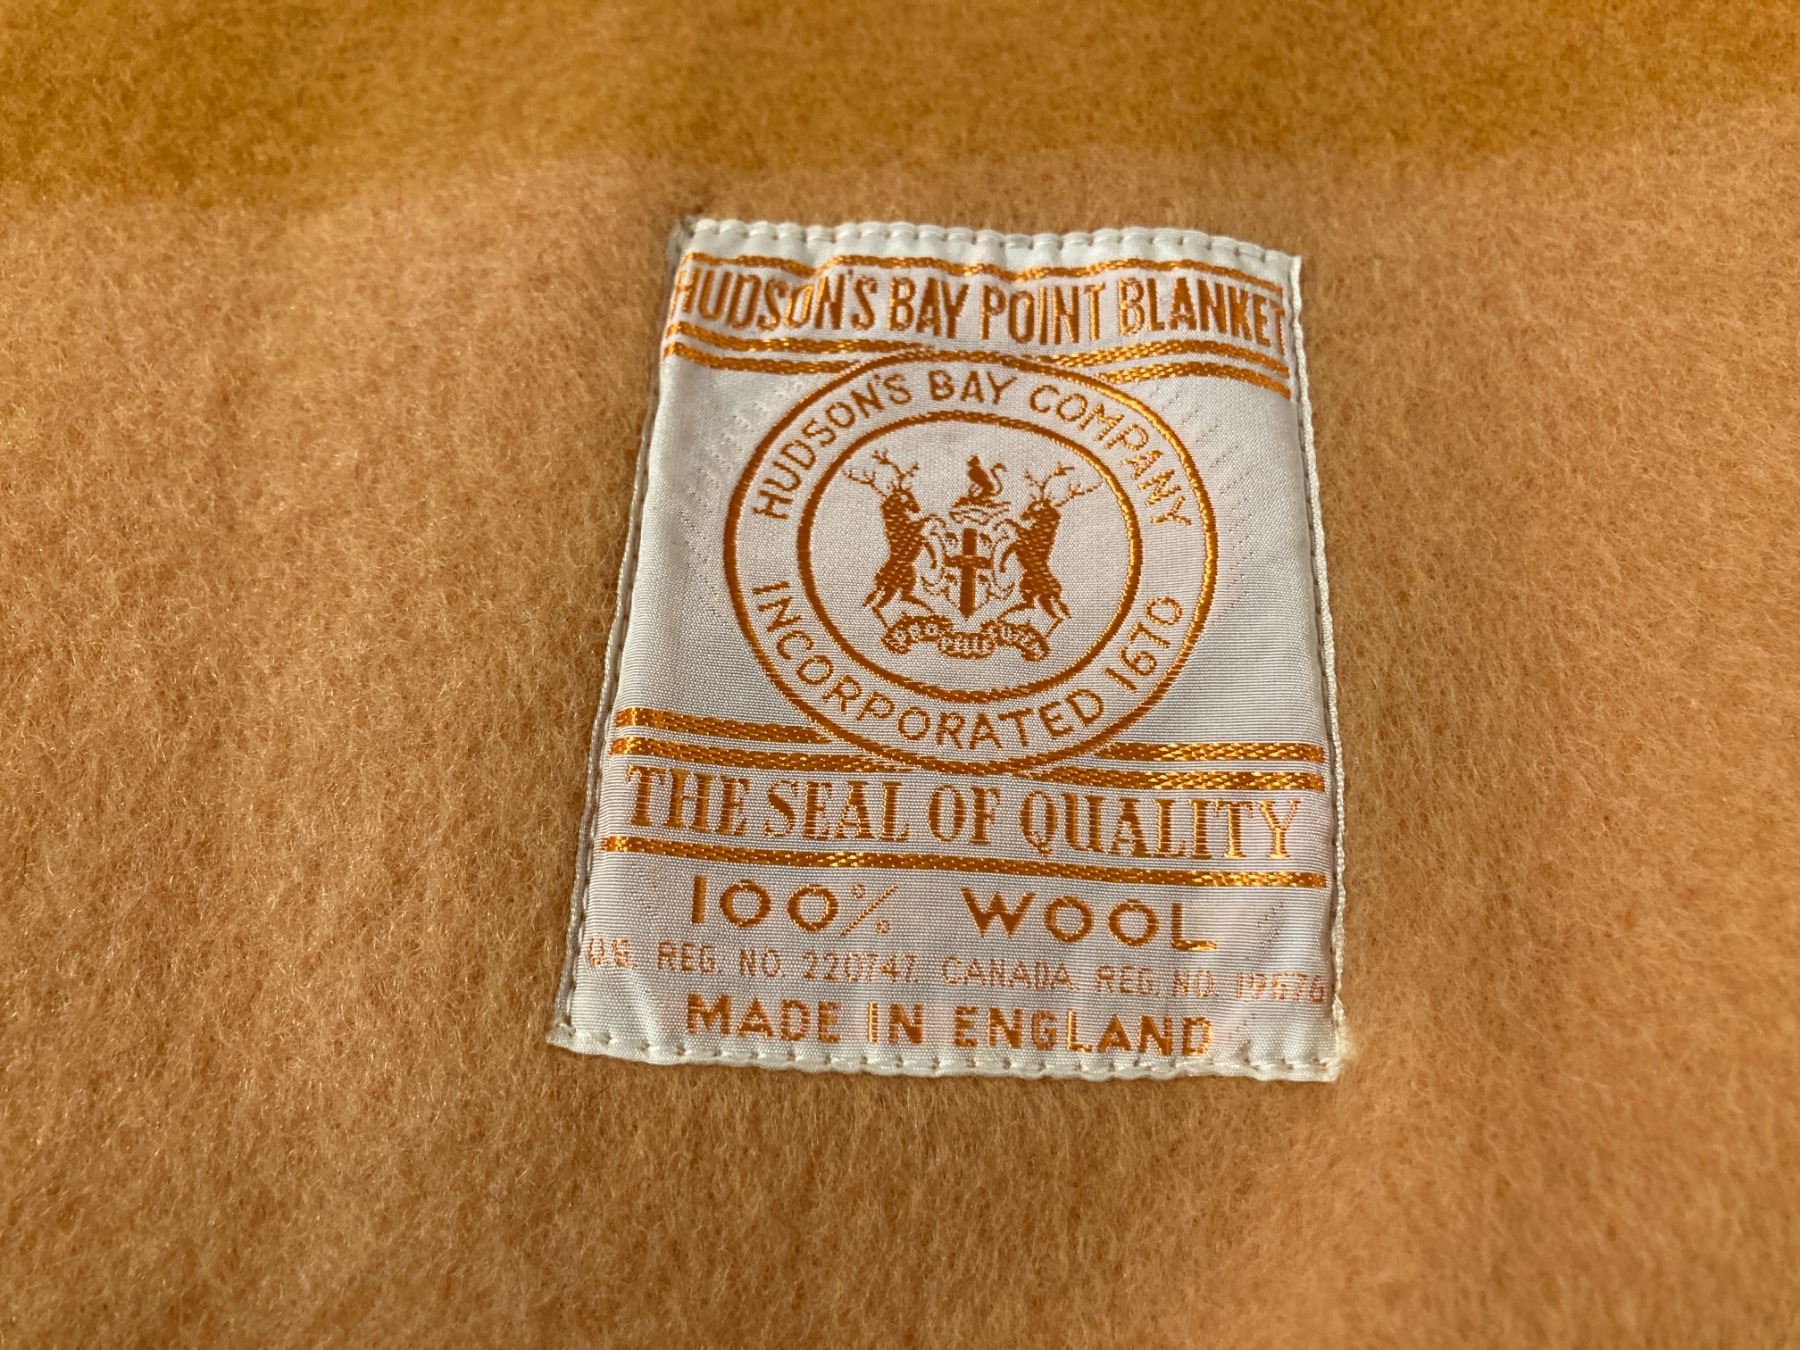 HUDSON'S BAY POINT BLANKET
HUDSON'S BAY COMPANY
INCORPORATED 1670
THE SEAL OF QUALITY
100% WOOL
U.S. REG. NO. 220747. CANADA REG. NO.
MADE IN ENGLAND